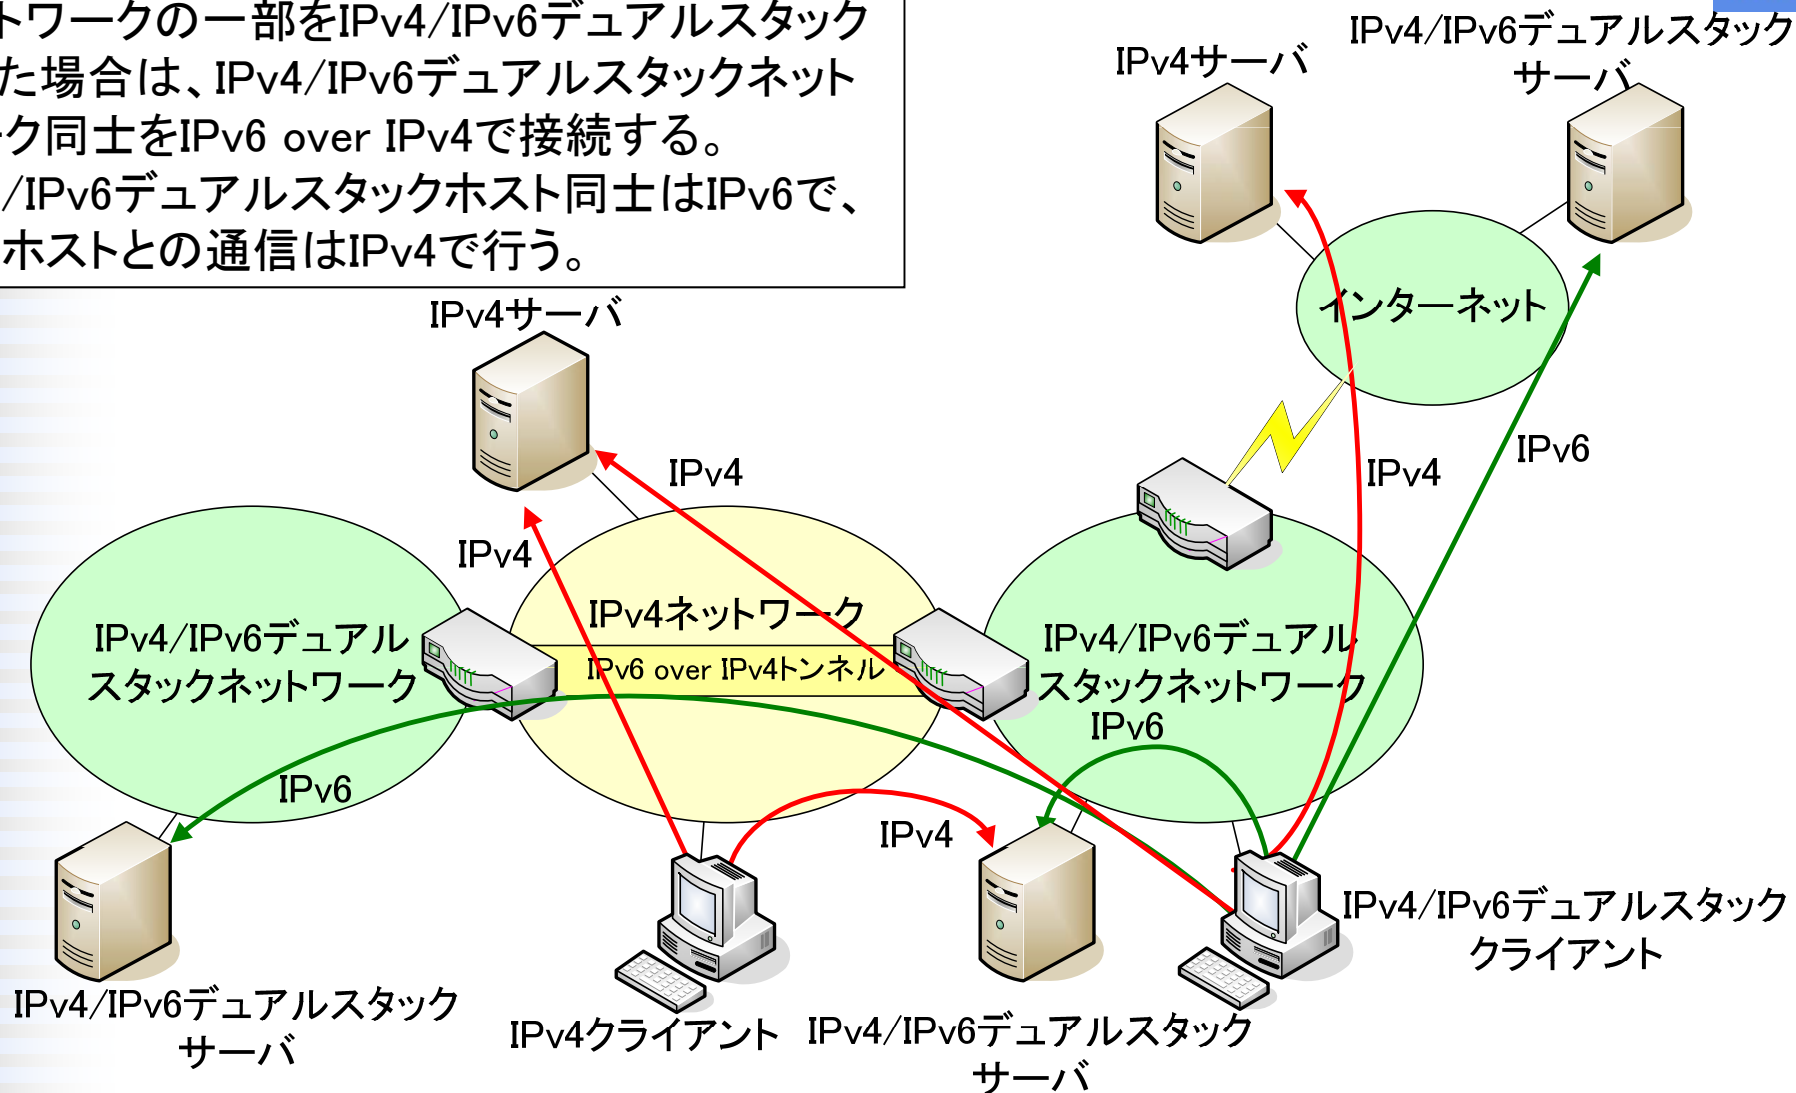 トワークの一部をIPv4/IPv6デュアルスタック
た場合は、IPv4/IPv6デュアルスタックネット
ーク同士をIPv6 over IPv4で接続する。
/IPv6デュアルスタックホスト同士はIPv6で、
ホストとの通信はIPv4で行う。
IPv4サーバ
IPv4/IPv6デュアルスタック
サーバ
インターネット
IPv4サーバ
IPv4
IPv4
IPv4
IPv6
IPv4/IPv6デュアル
スタックネットワーク
IPv4ネットワーク
IPv6 over IPv4トンネル
IPv4/IPv6デュアル
スタックネットワーク
IPv6
IPv6
IPv4
IPv4/IPv6デュアルスタック
クライアント
IPv4/IPv6デュアルスタック
サーバ
IPv4クライアント
IPv4/IPv6デュアルスタック
サーバ